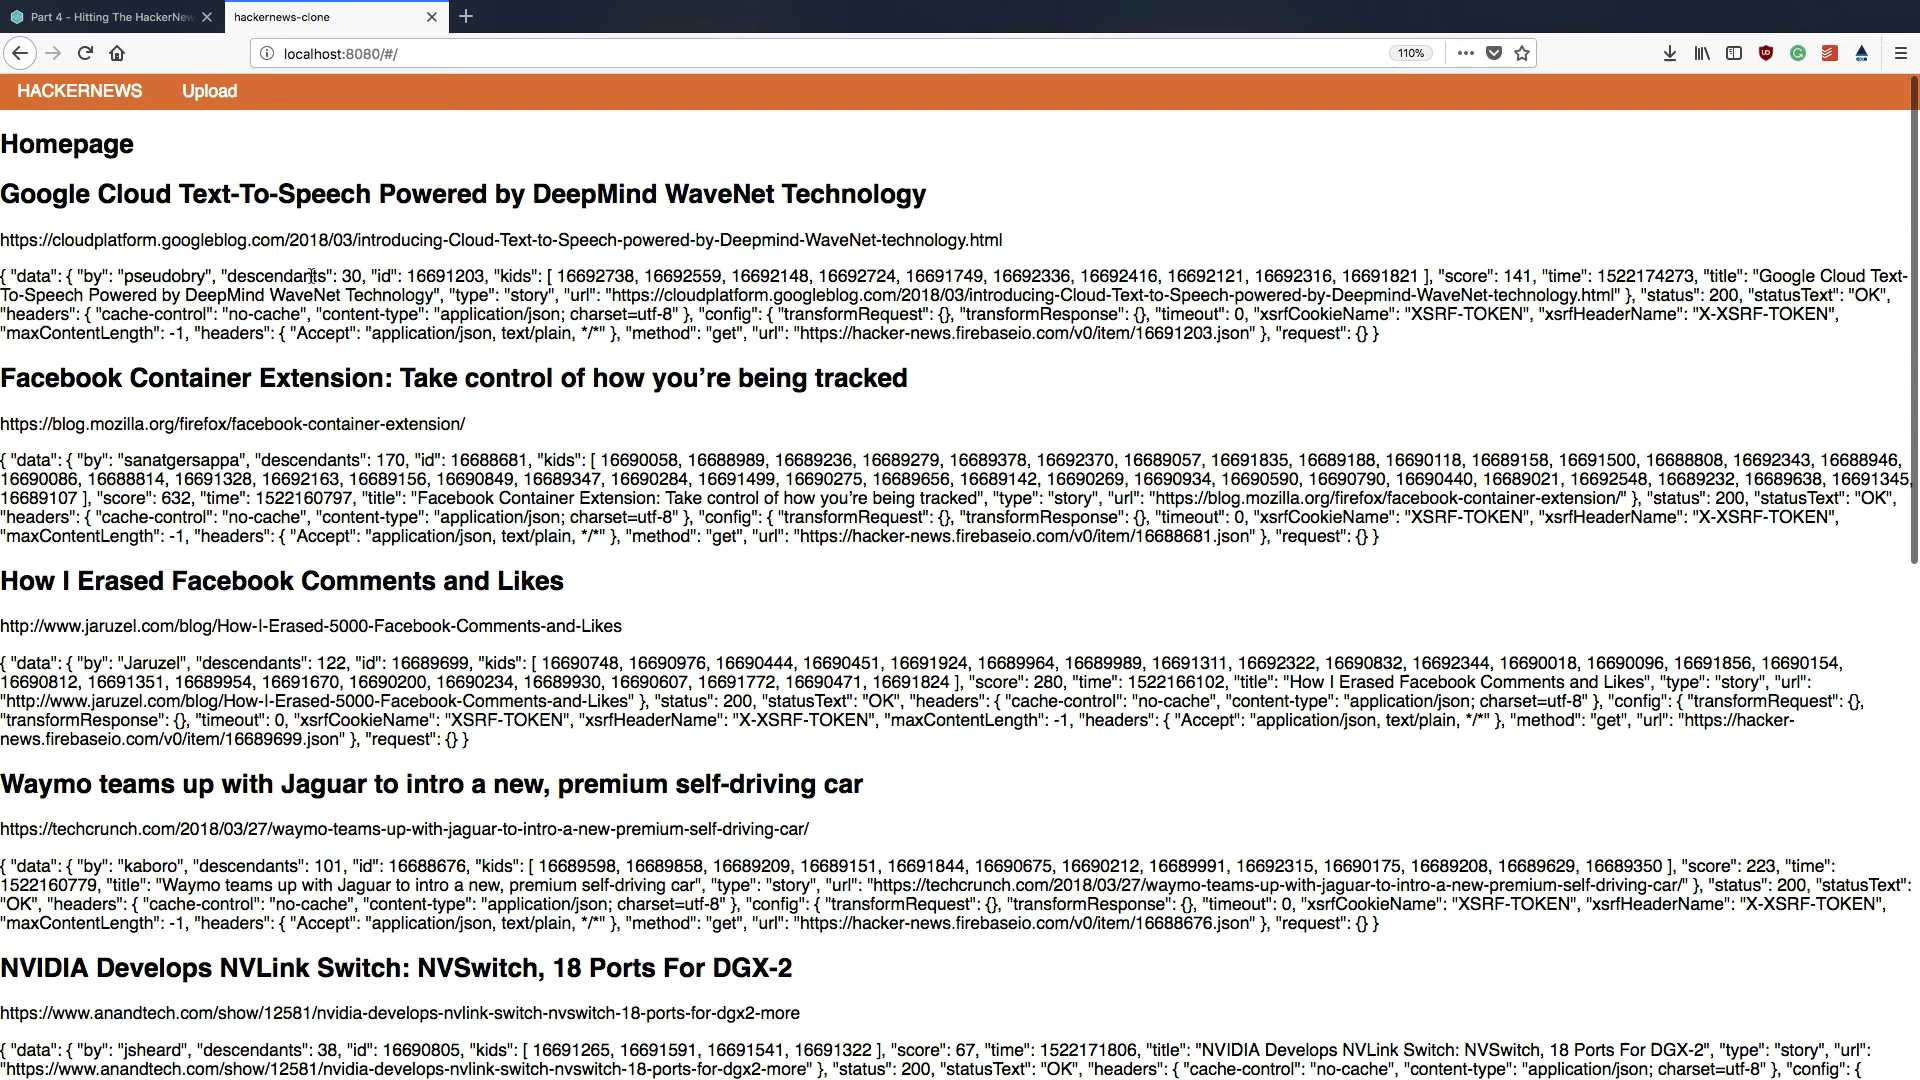 Part 4 - Hitting The HackerNew
hackernews-clone
localhost:8080/#/
110%
HACKERNEWS Upload
Homepage
Google Cloud Text-To-Speech Powered by DeepMind WaveNet Technology
https://cloudplatform.googleblog.com/2018/03/introducing-Cloud-Text-to-Speech-powered-by-Deepmind-WaveNet-technology.html
{ "data": { "by": "pseudobry", "descendants": 30, "id": 16691203, "kids": [ 16692738, 16692559, 16692148, 16692724, 16691749, 16692336, 16692416, 16692121, 16692316, 16691821 ], "score": 141, "time": 1522174273, "title": "Google Cloud Text-
To-Speech Powered by DeepMind WaveNet Technology", "type": "story", "url": "https://cloudplatform.googleblog.com/2018/03/introducing-Cloud-Text-to-Speech-powered-by-Deepmind-WaveNet-technology.html" }, "status": 200, "statusText": "OK",
"headers": { "cache-control": "no-cache", "content-type": "application/json; charset=utf-8" }, "config": { "transformRequest": {}, "transformResponse": {}, "timeout": 0, "xsrfCookieName": "XSRF-TOKEN", "xsrfHeaderName": "X-XSRF-TOKEN",
"maxContentLength": -1, "headers": { "Accept": "application/json, text/plain, */*" }, "method": "get", "url": "https://hacker-news.firebaseio.com/v0/item/16691203.json" }, "request": {} }
Facebook Container Extension: Take control of how you’re being tracked
https://blog.mozilla.org/firefox/facebook-container-extension/
{ "data": { "by": "sanatgersappa", "descendants": 170, "id": 16688681, "kids": [ 16690058, 16688989, 16689236, 16689279, 16689378, 16692370, 16689057, 16691835, 16689188, 16690118, 16689158, 16691500, 16688808, 16692343, 16688946,
16690086, 16688814, 16691328, 16692163, 16689156, 16690849, 16689347, 16690284, 16691499, 16690275, 16689656, 16689142, 16690269, 16690934, 16690590, 16690790, 16690440, 16689021, 16692548, 16689232, 16689638, 16691345,
16689107 ], "score": 632, "time": 1522160797, "title": "Facebook Container Extension: Take control of how you’re being tracked", "type": "story", "url": "https://blog.mozilla.org/firefox/facebook-container-extension/" }, "status": 200, "statusText": "OK",
"headers": { "cache-control": "no-cache", "content-type": "application/json; charset=utf-8" }, "config": { "transformRequest": {}, "transformResponse": {}, "timeout": 0, "xsrfCookieName": "XSRF-TOKEN", "xsrfHeaderName": "X-XSRF-TOKEN",
"maxContentLength": -1, "headers": { "Accept": "application/json, text/plain, */*" }, "method": "get", "url": "https://hacker-news.firebaseio.com/v0/item/16688681.json" }, "request": {} }
How I Erased Facebook Comments and Likes
http://www.jaruzel.com/blog/How-I-Erased-5000-Facebook-Comments-and-Likes
{ "data": { "by": "Jaruzel", "descendants": 122, "id": 16689699, "kids": [ 16690748, 16690976, 16690444, 16690451, 16691924, 16689964, 16689989, 16691311, 16692322, 16690832, 16692344, 16690018, 16690096, 16691856, 16690154,
16690812, 16691351, 16689954, 16691670, 16690200, 16690234, 16689930, 16690607, 16691772, 16690471, 16691824 ], "score": 280, "time": 1522166102, "title": "How I Erased Facebook Comments and Likes", "type": "story", "url":
"http://www.jaruzel.com/blog/How-I-Erased-5000-Facebook-Comments-and-Likes" }, "status": 200, "statusText": "OK", "headers": { "cache-control": "no-cache", "content-type": "application/json; charset=utf-8" }, "config": { "transformRequest": {},
"transformResponse": {}, "timeout": 0, "xsrfCookieName": "XSRF-TOKEN", "xsrfHeaderName": "X-XSRF-TOKEN", "maxContentLength": -1, "headers": { "Accept": "application/json, text/plain, */*" }, "method": "get", "url": "https://hacker-
news.firebaseio.com/v0/item/16689699.json" }, "request": {} }
Waymo teams up with Jaguar to intro a new, premium self-driving car
https://techcrunch.com/2018/03/27/waymo-teams-up-with-jaguar-to-intro-a-new-premium-self-driving-car/
{ "data": { "by": "kaboro", "descendants": 101, "id": 16688676, "kids": [ 16689598, 16689858, 16689209, 16689151, 16691844, 16690675, 16690212, 16689991, 16692315, 16690175, 16689208, 16689629, 16689350 ], "score": 223, "time":
1522160779, "title": "Waymo teams up with Jaguar to intro a new, premium self-driving car", "type": "story", "url": "https://techcrunch.com/2018/03/27/waymo-teams-up-with-jaguar-to-intro-a-new-premium-self-driving-car/" }, "status": 200, "statusText":
"OK", "headers": { "cache-control": "no-cache", "content-type": "application/json; charset=utf-8" }, "config": { "transformRequest": {}, "transformResponse": {}, "timeout": 0, "xsrfCookieName": "XSRF-TOKEN", "xsrfHeaderName": "X-XSRF-TOKEN",
"maxContentLength": -1, "headers": { "Accept": "application/json, text/plain, */*" }, "method": "get", "url": "https://hacker-news.firebaseio.com/v0/item/16688676.json" }, "request": {} }
NVIDIA Develops NVLink Switch: NVSwitch, 18 Ports For DGX-2
https://www.anandtech.com/show/12581/nvidia-develops-nvlink-switch-nvswitch-18-ports-for-dgx2-more
{ "data": { "by": "jsheard", "descendants": 38, "id": 16690805, "kids": [ 16691265, 16691591, 16691541, 16691322 ], "score": 67, "time": 1522171806, "title": "NVIDIA Develops NVLink Switch: NVSwitch, 18 Ports For DGX-2", "type": "story", "url":
"https://www.anandtech.com/show/12581/nvidia-develops-nvlink-switch-nvswitch-18-ports-for-dgx2-more" }, "status": 200, "statusText": "OK", "headers": { "cache-control": "no-cache", "content-type": "application/json; charset=utf-8" }, "config": {